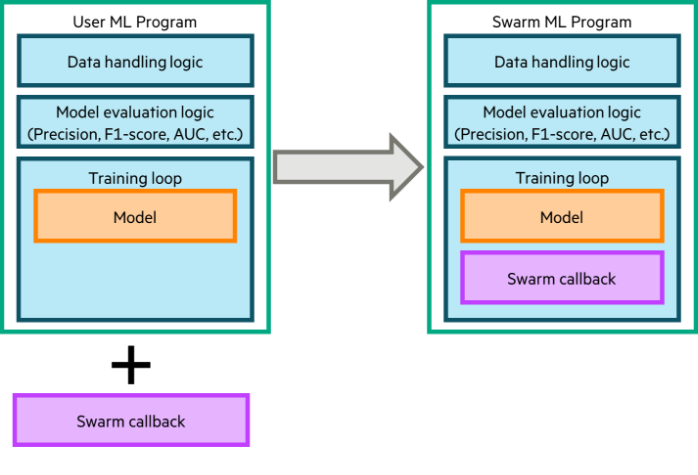 User ML Program
Data handling logic
Model evaluation logic
(Precision, F1-score, AUC, etc.)
Training loop
Model
+
Swarm callback
Swarm ML Program
Data handling logic
Model evaluation logic
(Precision, F1-score, AUC, etc.)
Training loop
Model
Swarm callback